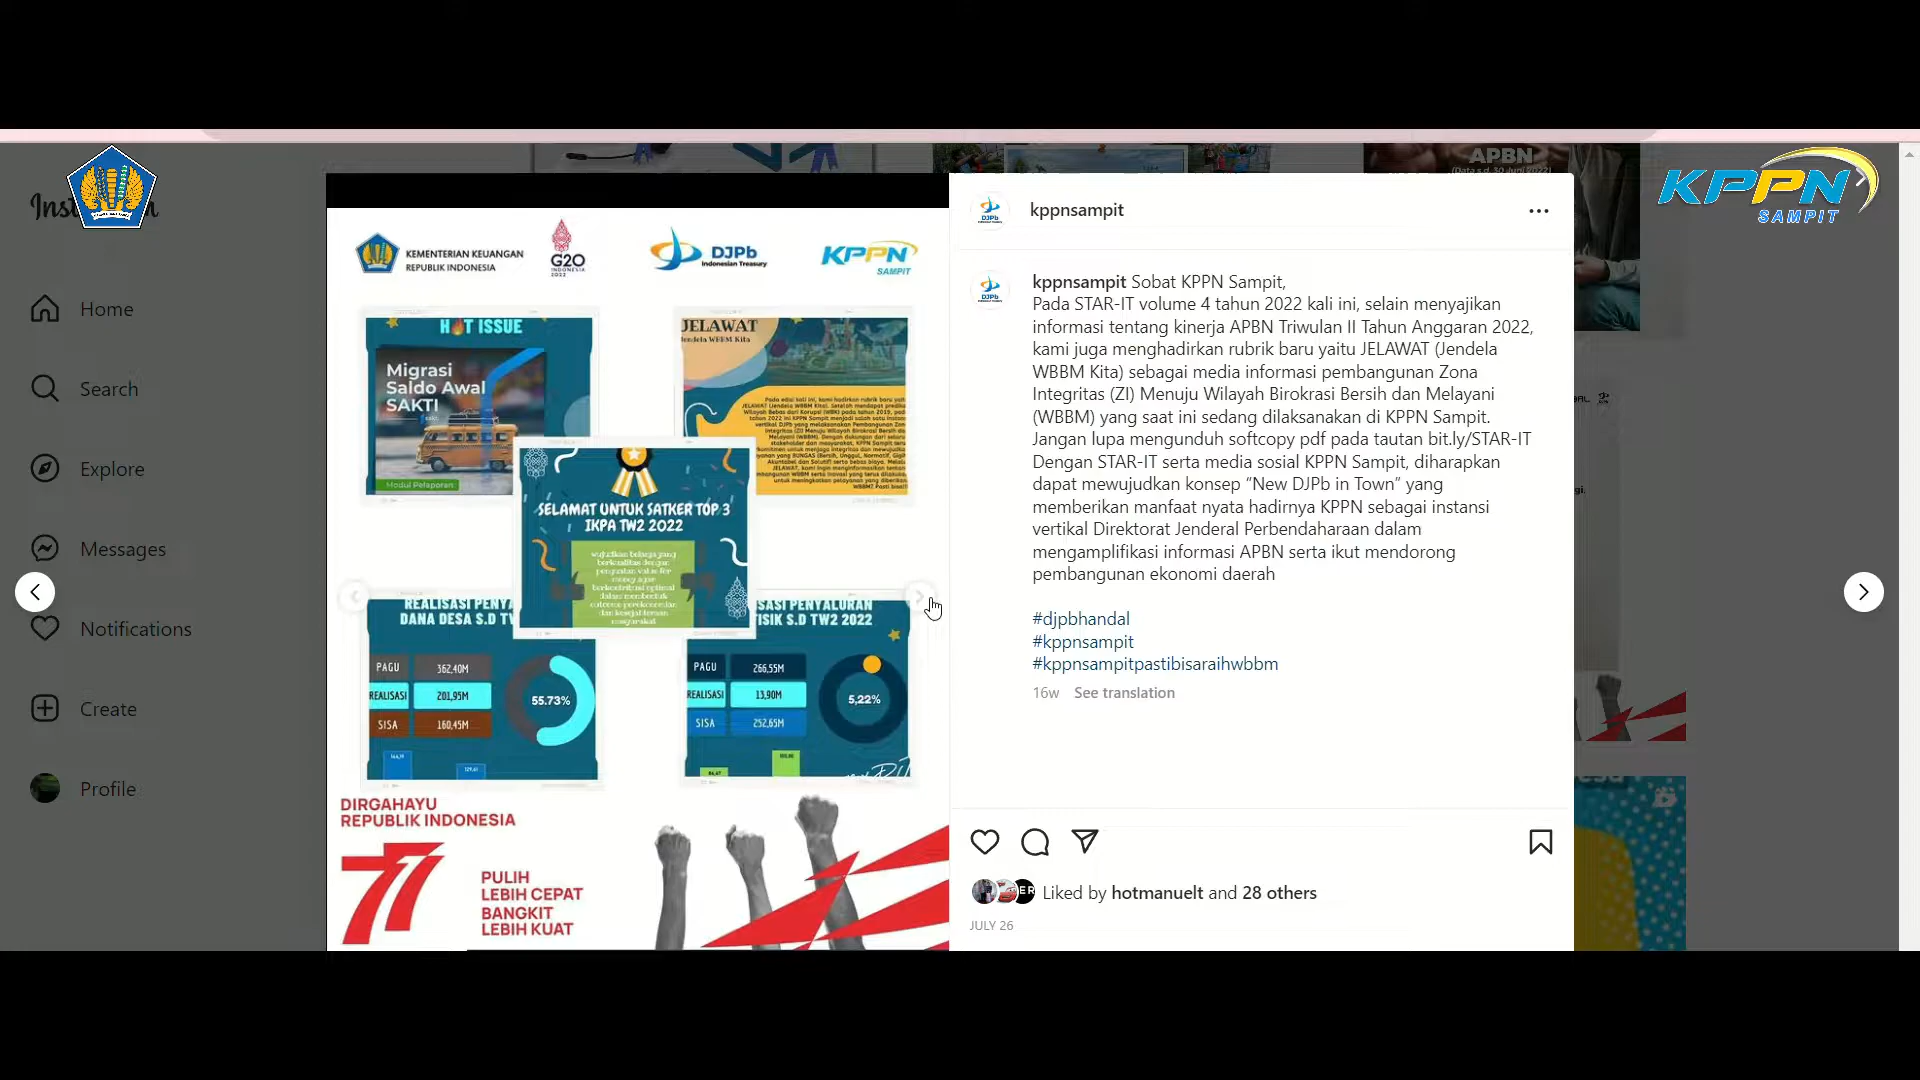 Home
Search
Explore
Messages
Notifications
Create
Profile
KEMENTERIAN KEUANGAN
REPUBLIK INDONESIA
G20
INDONESIA
2022
DJPb
Indonesian Treasury
KPPN
SAMPIT
HOT ISSUE
Migrasi
Saldo Awal
SAKTI
Modul Pelaporan
JELAWAT
Jendela WBBM Kita
SELAMAT UNTUK SATKER TOP 3
IKPA TW2 2022
DANA DESA S.D TW
PAGU
362,40M
REALISASI
201,95M
SISA
160,45M
55.73%
TISIK S.D TW2 2022
PAGU
266,55M
REALISASI
13,90M
SISA
252,65M
5,22%
DIRGAHAYU
REPUBLIK INDONESIA
77
PULIH
LEBIH CEPAT
BANGKIT
LEBIH KUAT
APBN
(Data s.d. 30 Juni 2022)
KPPN
SAMPIT
kppnsampit
kppnsampit Sobat KPPN Sampit,
Pada STAR-IT volume 4 tahun 2022 kali ini, selain menyajikan
informasi tentang kinerja APBN Triwulan II Tahun Anggaran 2022,
kami juga menghadirkan rubrik baru yaitu JELAWAT (Jendela
WBBM Kita) sebagai media informasi pembangunan Zona
Integritas (ZI) Menuju Wilayah Birokrasi Bersih dan Melayani
(WBBM) yang saat ini sedang dilaksanakan di KPPN Sampit.
Jangan lupa mengunduh softcopy pdf pada tautan bit.ly/STAR-IT
Dengan STAR-IT serta media sosial KPPN Sampit, diharapkan
dapat mewujudkan konsep “New DJPb in Town” yang
memberikan manfaat nyata hadirnya KPPN sebagai instansi
vertikal Direktorat Jenderal Perbendaharaan dalam
mengamplifikasi informasi APBN serta ikut mendorong
pembangunan ekonomi daerah
#djpbhandal
#kppnsampit
#kppnsampitpastibisaraihwbbm
16w See translation
Liked by hotmanuelt and 28 others
JULY 26